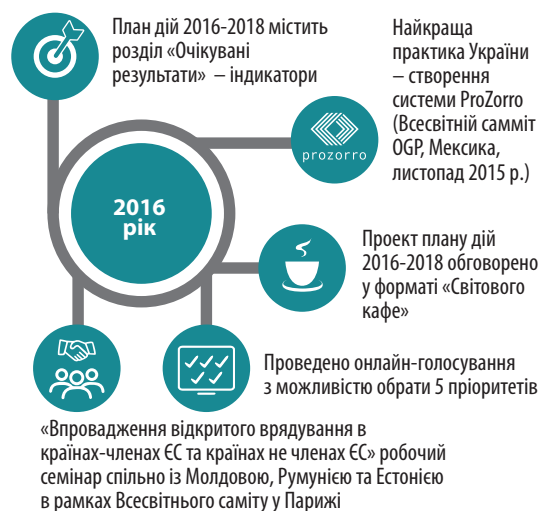 План дій 2016-2018 містить
розділ «Очікувані
результати» – індикатори
Найкраща
практика України
– створення
системи ProZorro
(Всесвітній самміт
OGP, Мексика,
листопад 2015 р.)
prozorro
2016
рік
Проект плану дій
2016-2018 обговорено
у форматі «Світового
кафе»
Проведено онлайн-голосування
з можливістю обрати 5 пріоритетів
«Впровадження відкритого врядування в
країнах-членах ЄС та країнах не членах ЄС» робочий
семінар спільно із Молдовою, Румунією та Естонією
в рамках Всесвітнього саміту у Парижі